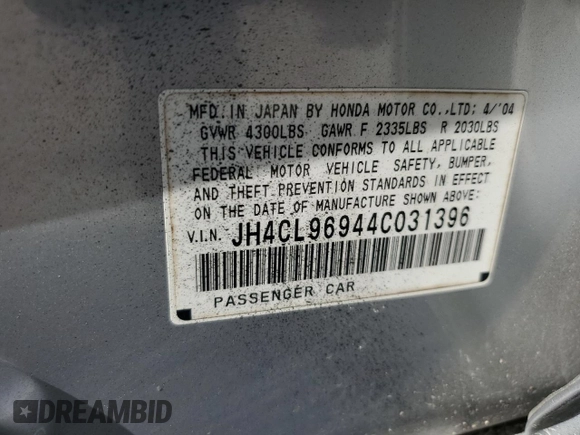 MFD. IN JAPAN BY HONDA MOTOR CO.,LTD; 4/'04
GVWR 4300LBS GAWR F 2335LBS R 2030LBS
THIS VEHICLE CONFORMS TO ALL APPLICABLE
FEDERAL MOTOR VEHICLE SAFETY, BUMPER,
AND THEFT PREVENTION STANDARDS IN EFFECT
ON THE DATE OF MANUFACTURE SHOWN ABOVE:
V.I.N. JH4CL96944C031396
PASSENGER CAR
DREAMBID